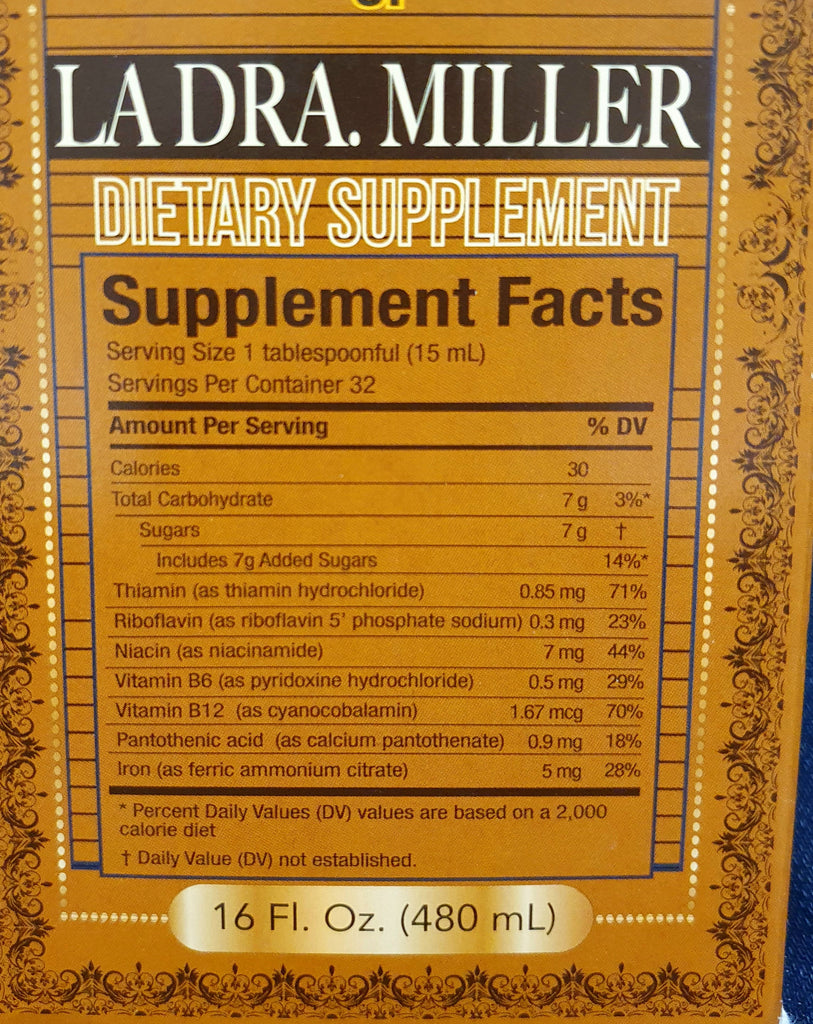 LA DRA. MILLER
DIETARY SUPPLEMENT
Supplement Facts
Serving Size 1 tablespoonful (15 mL)
Servings Per Container 32
Amount Per Serving % DV
Calories 30
Total Carbohydrate 7 g 3%*
Sugars 7 g †
Includes 7g Added Sugars 14%*
Thiamin (as thiamin hydrochloride) 0.85 mg 71%
Riboflavin (as riboflavin 5' phosphate sodium) 0.3 mg 23%
Niacin (as niacinamide) 7 mg 44%
Vitamin B6 (as pyridoxine hydrochloride) 0.5 mg 29%
Vitamin B12 (as cyanocobalamin) 1.67 mcg 70%
Pantothenic acid (as calcium pantothenate) 0.9 mg 18%
Iron (as ferric ammonium citrate) 5 mg 28%
* Percent Daily Values (DV) values are based on a 2,000
calorie diet
† Daily Value (DV) not established.
16 Fl. Oz. (480 mL)